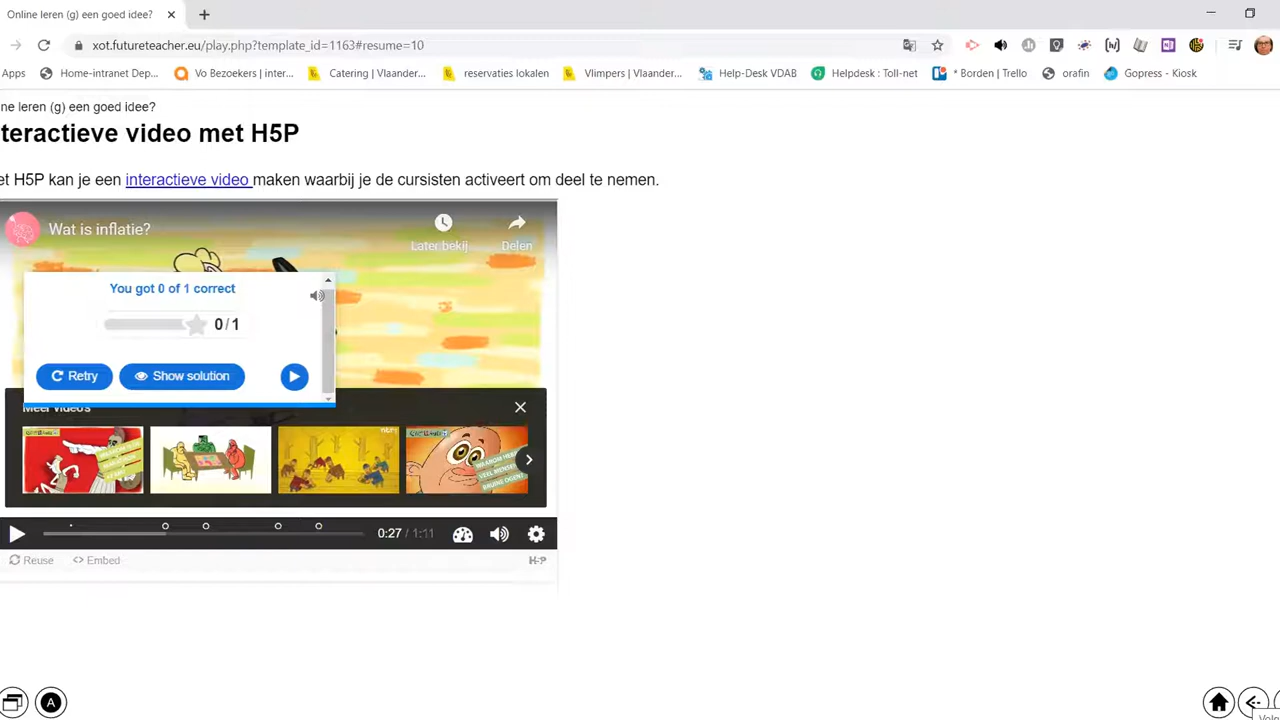 Online leren (g) een goed idee?
xot.futureteacher.eu/play.php?template_id=1163#resume=10
Apps Home-intranet Dep... Vo Bezoekers | inter... Catering | Vlaander... reservaties lokalen Vlimpers | Vlaander... Help-Desk VDAB Helpdesk : Toll-net * Borden | Trello orafin Gopress - Kiosk
ne leren (g) een goed idee?
teractieve video met H5P
et H5P kan je een interactieve video maken waarbij je de cursisten activeert om deel te nemen.
Wat is inflatie?
Later bekij Delen
You got 0 of 1 correct
0/1
Retry Show solution
Meer video's
0:27 / 1:11
Reuse <> Embed H-P
A